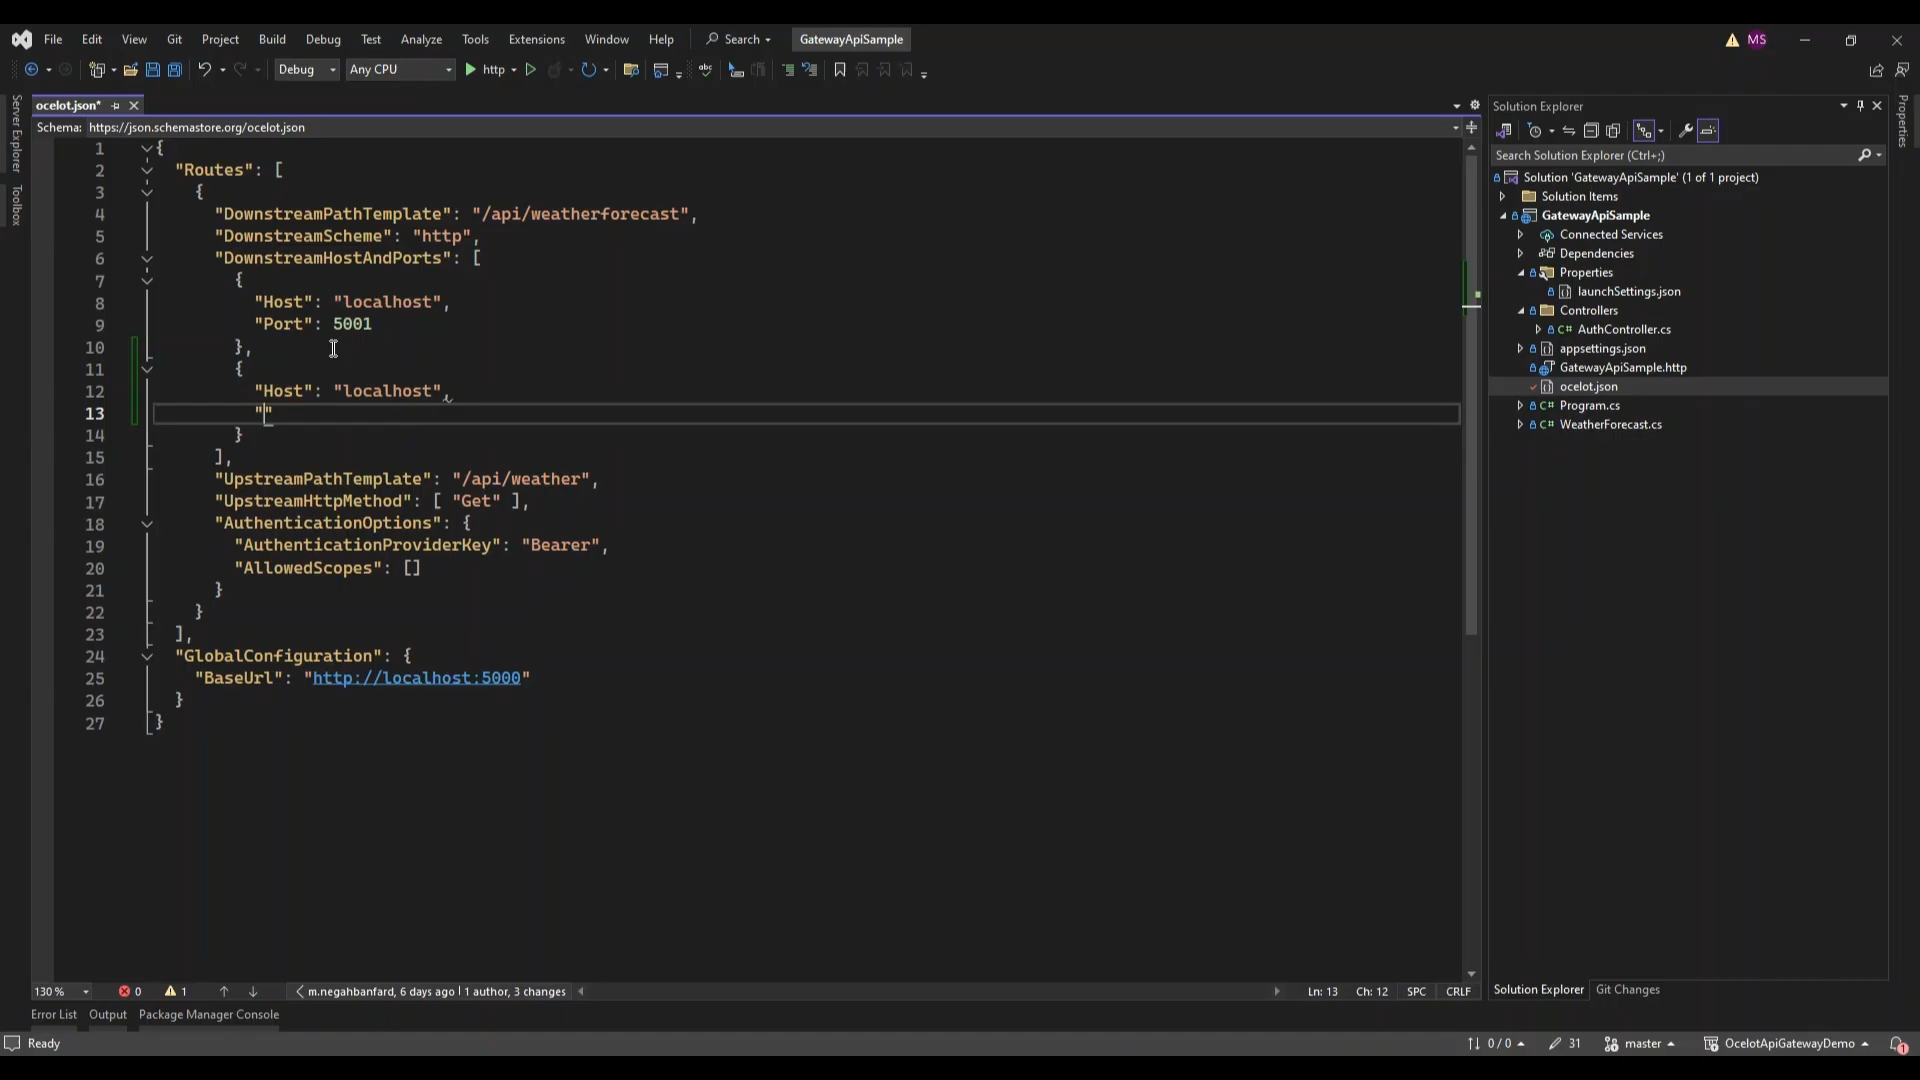 File Edit View Git Project Build Debug Test Analyze Tools Extensions Window Help Search GatewayApiSample MS
Debug Any CPU http
ocelot.json*
Schema: https://json.schemastore.org/ocelot.json
Server Explorer
Toolbox
1 {
2 "Routes": [
3 {
4 "DownstreamPathTemplate": "/api/weatherforecast",
5 "DownstreamScheme": "http",
6 "DownstreamHostAndPorts": [
7 {
8 "Host": "localhost",
9 "Port": 5001
10 },
11 {
12 "Host": "localhost",
13 ""
14 }
15 ],
16 "UpstreamPathTemplate": "/api/weather",
17 "UpstreamHttpMethod": [ "Get" ],
18 "AuthenticationOptions": {
19 "AuthenticationProviderKey": "Bearer",
20 "AllowedScopes": []
21 }
22 }
23 ],
24 "GlobalConfiguration": {
25 "BaseUrl": "http://localhost:5000"
26 }
27 }
130 % 0 1 m.negahbanfard, 6 days ago | 1 author, 3 changes Ln: 13 Ch: 12 SPC CRLF
Solution Explorer
Search Solution Explorer (Ctrl+;)
Solution 'GatewayApiSample' (1 of 1 project)
Solution Items
GatewayApiSample
Connected Services
Dependencies
Properties
launchSettings.json
Controllers
C# AuthController.cs
appsettings.json
GatewayApiSample.http
ocelot.json
C# Program.cs
C# WeatherForecast.cs
Solution Explorer Git Changes
Properties
Error List Output Package Manager Console
Ready 0 / 0 31 master OcelotApiGatewayDemo 1